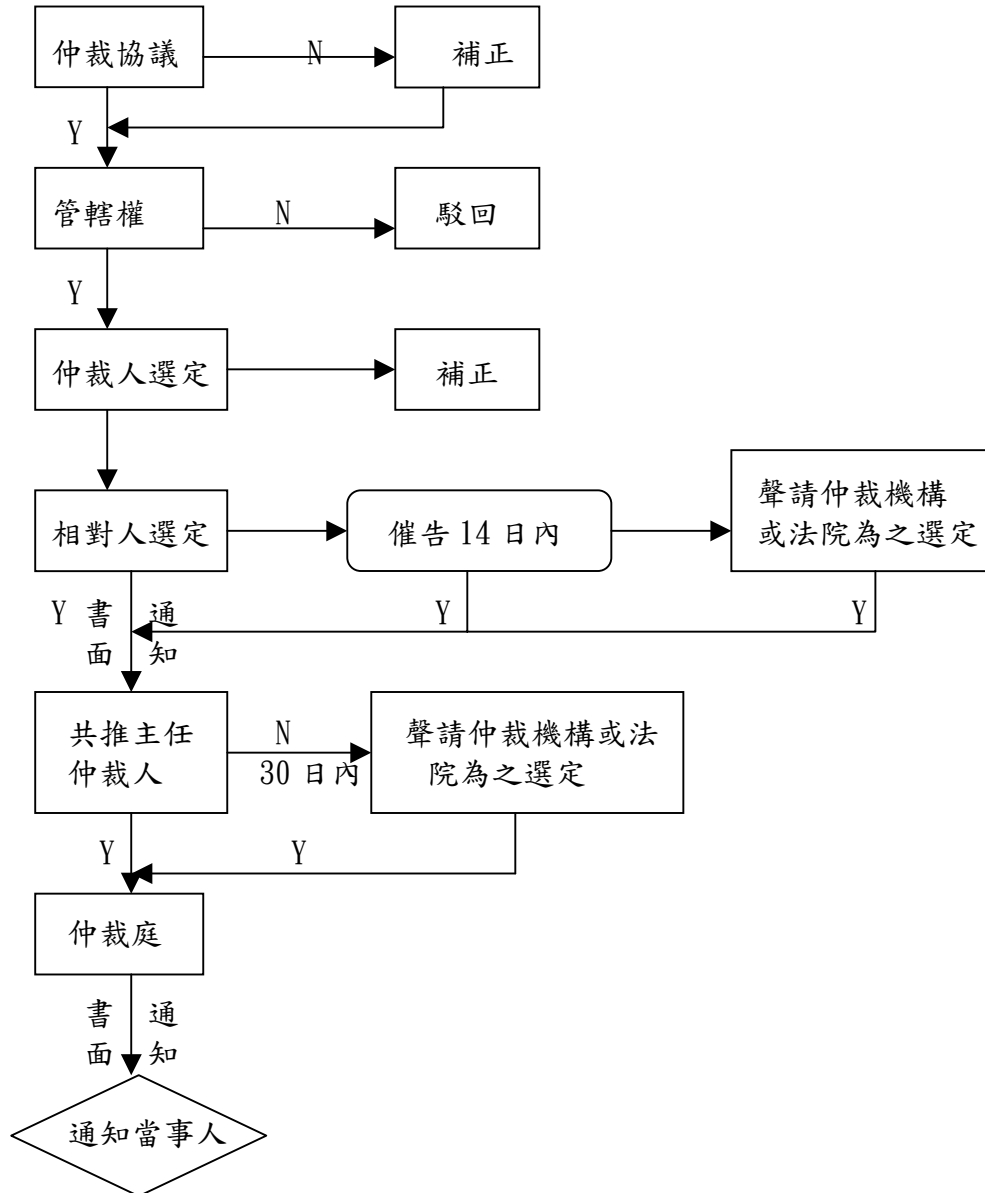 仲裁協議
N
補正
Y
管轄權
N
駁回
Y
仲裁人選定
補正
相對人選定
催告14日內
聲請仲裁機構
或法院為之選定
Y
書面
通知
Y
Y
共推主任
仲裁人
N
30日內
聲請仲裁機構或法
院為之選定
Y
Y
仲裁庭
書面
通知
通知當事人